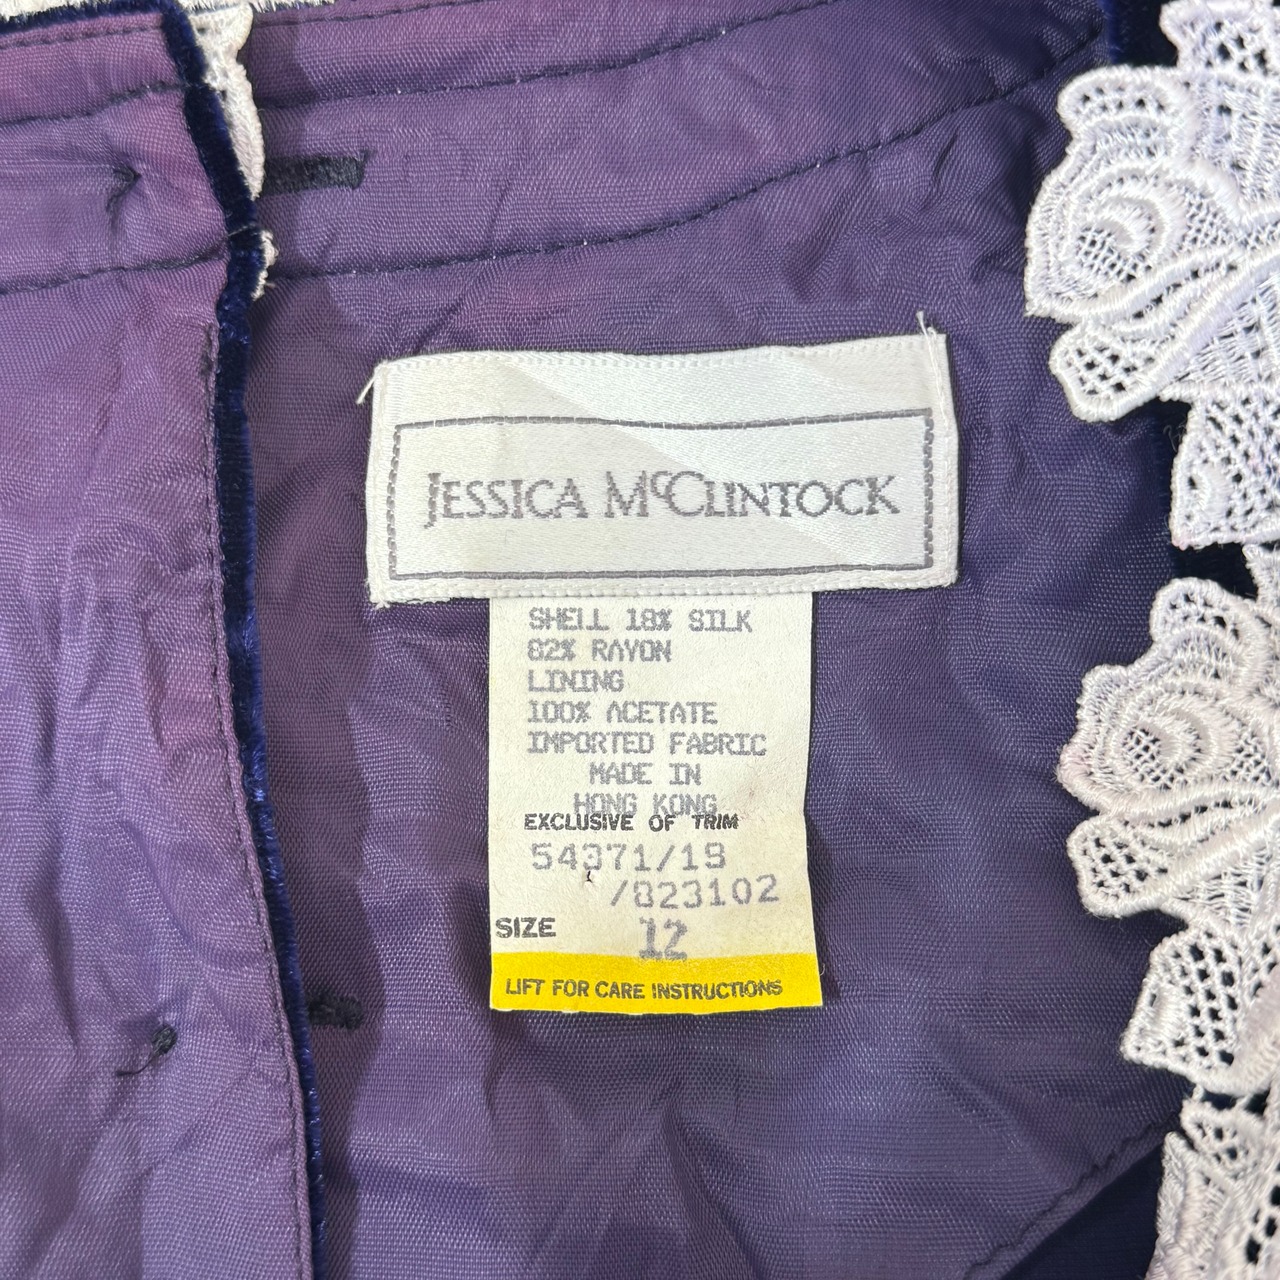 JESSICA McCLINTOCK
SHELL 18% SILK
82% RAYON
LINING
100% ACETATE
IMPORTED FABRIC
MADE IN
HONG KONG
EXCLUSIVE OF TRIM
54371/19
/823102
SIZE 12
LIFT FOR CARE INSTRUCTIONS